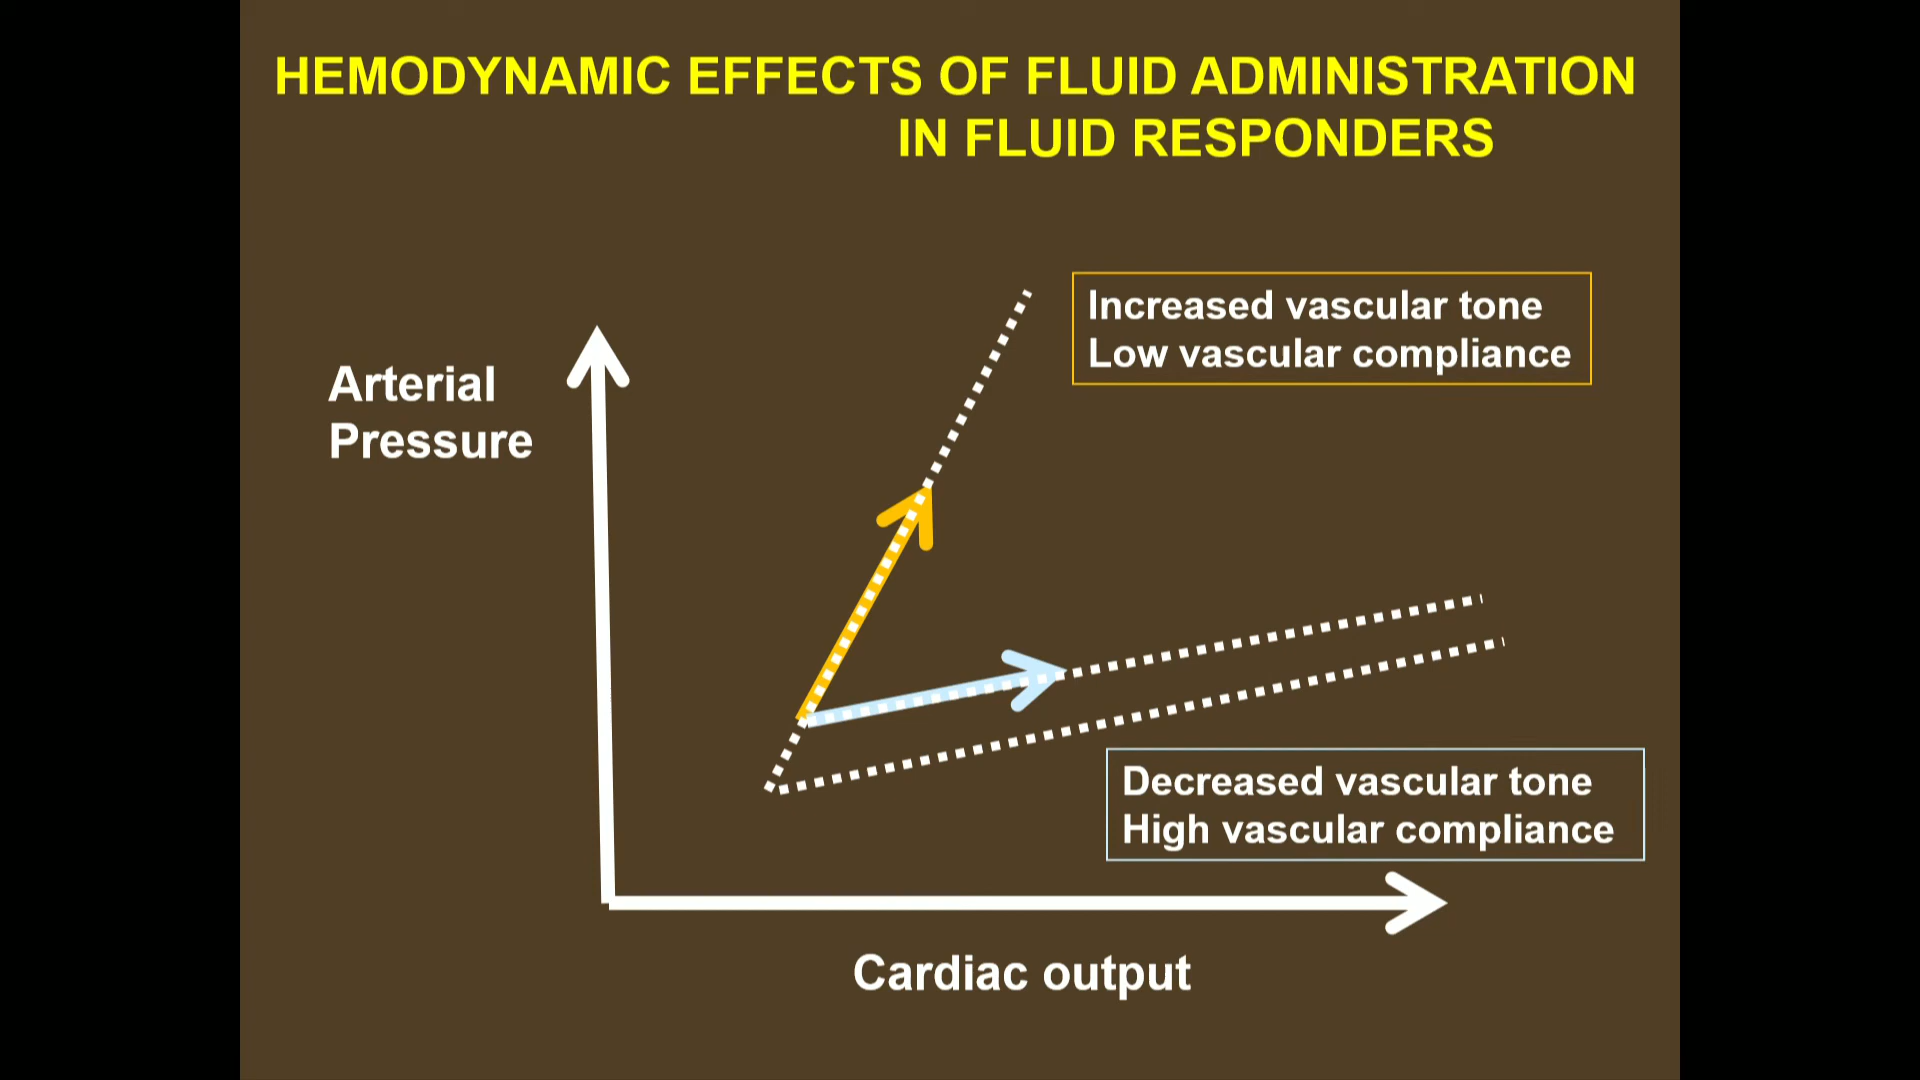 HEMODYNAMIC EFFECTS OF FLUID ADMINISTRATION
IN FLUID RESPONDERS
Increased vascular tone
Low vascular compliance
Arterial
Pressure
Decreased vascular tone
High vascular compliance
Cardiac output